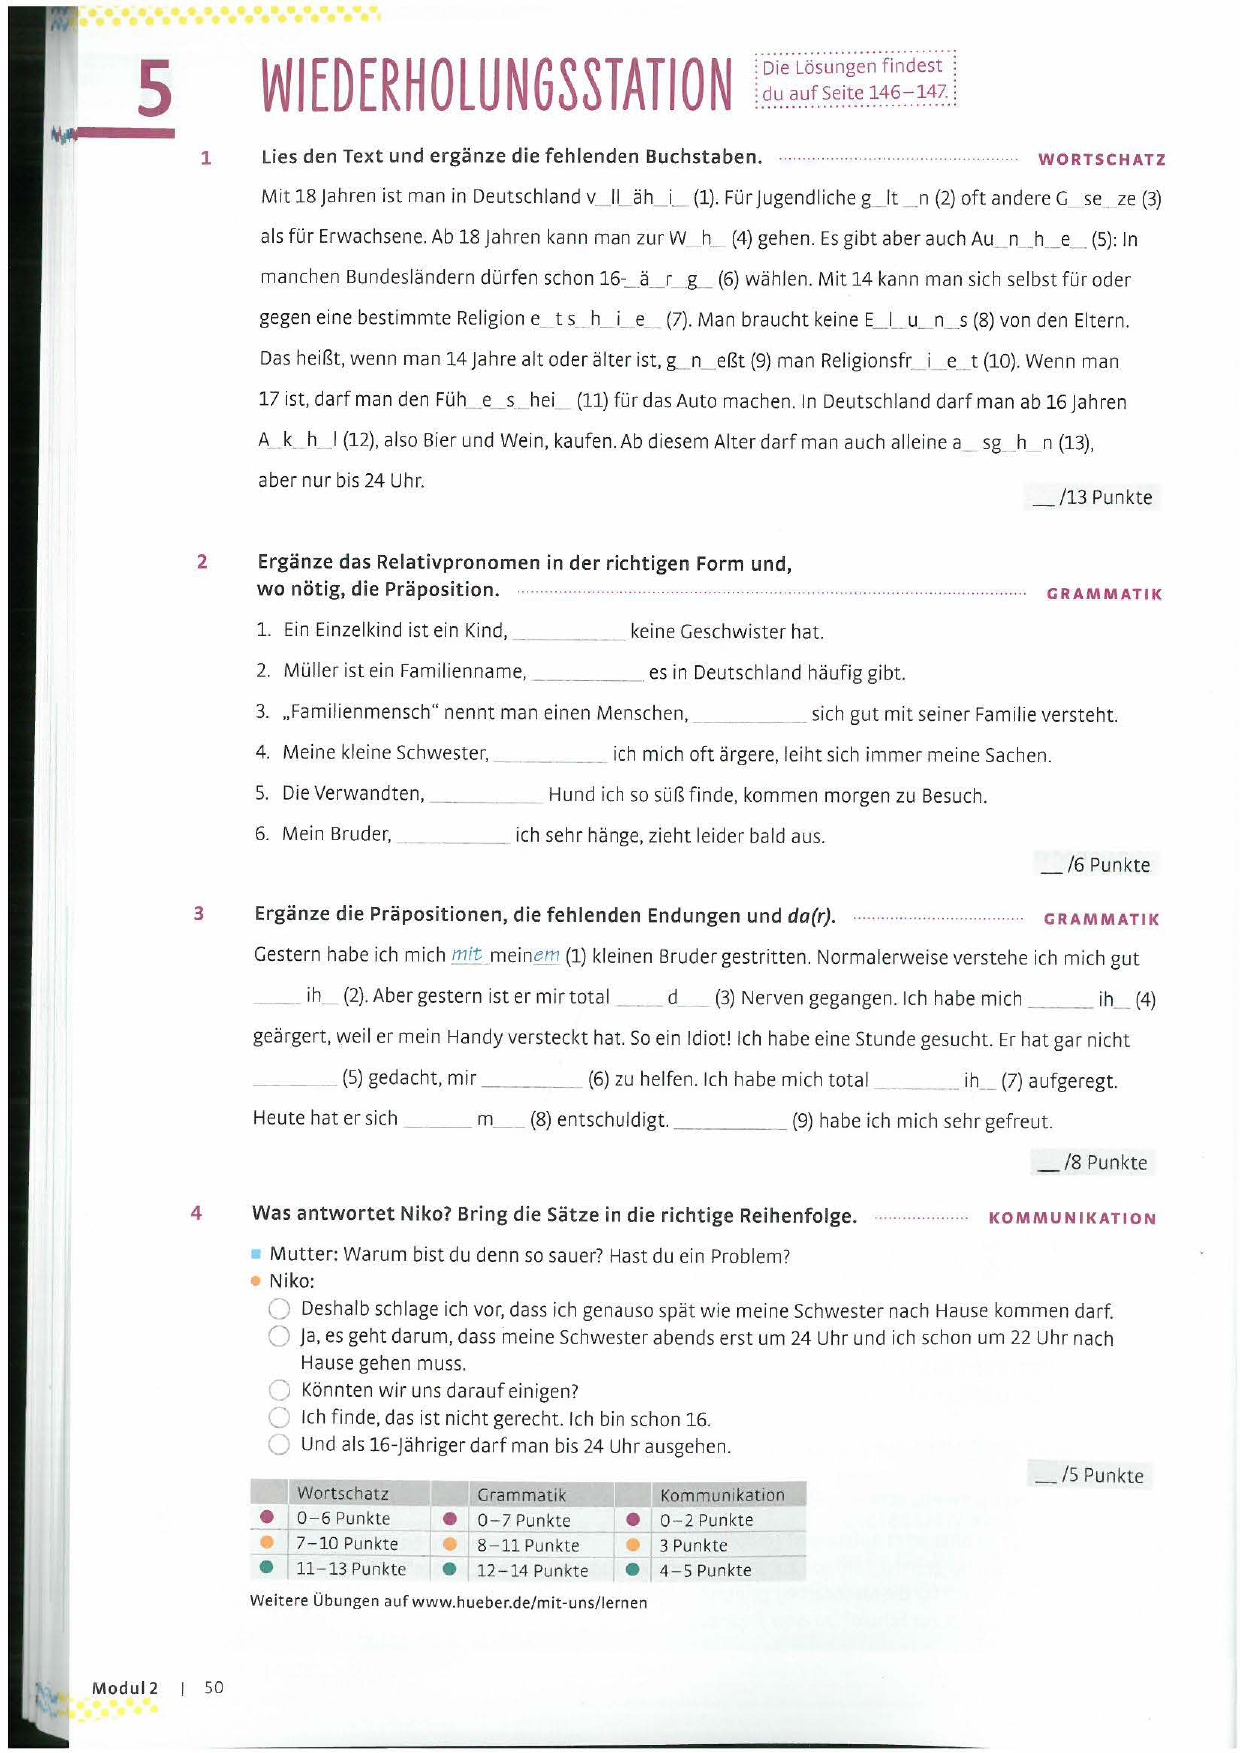 5 WIEDERHOLUNGSSTATION
Die Lösungen findest
du auf Seite 146–147.
1 Lies den Text und ergänze die fehlenden Buchstaben. WORTSCHATZ
Mit 18 Jahren ist man in Deutschland v_ll_äh_i_ (1). Für Jugendliche g_lt_n (2) oft andere G_se_ze (3)
als für Erwachsene. Ab 18 Jahren kann man zur W_h_ (4) gehen. Es gibt aber auch Au_n_h_e_ (5): In
manchen Bundesländern dürfen schon 16-_ä_r_g_ (6) wählen. Mit 14 kann man sich selbst für oder
gegen eine bestimmte Religion e_ts_h_i_e_ (7). Man braucht keine E_l_u_n_s (8) von den Eltern.
Das heißt, wenn man 14 Jahre alt oder älter ist, g_n_eßt (9) man Religionsfr_i_e_t (10). Wenn man
17 ist, darf man den Füh_e_s_hei_ (11) für das Auto machen. In Deutschland darf man ab 16 Jahren
A_k_h_l (12), also Bier und Wein, kaufen. Ab diesem Alter darf man auch alleine a_sg_h_n (13),
aber nur bis 24 Uhr.
__ /13 Punkte
2 Ergänze das Relativpronomen in der richtigen Form und,
wo nötig, die Präposition. GRAMMATIK
1. Ein Einzelkind ist ein Kind, __________ keine Geschwister hat.
2. Müller ist ein Familienname, __________ es in Deutschland häufig gibt.
3. „Familienmensch“ nennt man einen Menschen, __________ sich gut mit seiner Familie versteht.
4. Meine kleine Schwester, __________ ich mich oft ärgere, leiht sich immer meine Sachen.
5. Die Verwandten, __________ Hund ich so süß finde, kommen morgen zu Besuch.
6. Mein Bruder, __________ ich sehr hänge, zieht leider bald aus.
__ /6 Punkte
3 Ergänze die Präpositionen, die fehlenden Endungen und da(r). GRAMMATIK
Gestern habe ich mich mit meinem (1) kleinen Bruder gestritten. Normalerweise verstehe ich mich gut
____ ih__ (2). Aber gestern ist er mir total ____ d___ (3) Nerven gegangen. Ich habe mich ______ ih__ (4)
geärgert, weil er mein Handy versteckt hat. So ein Idiot! Ich habe eine Stunde gesucht. Er hat gar nicht
________ (5) gedacht, mir _________ (6) zu helfen. Ich habe mich total ________ ih__ (7) aufgeregt.
Heute hat er sich ______ m___ (8) entschuldigt. __________ (9) habe ich mich sehr gefreut.
__ /8 Punkte
4 Was antwortet Niko? Bring die Sätze in die richtige Reihenfolge. KOMMUNIKATION
Mutter: Warum bist du denn so sauer? Hast du ein Problem?
Niko:
Deshalb schlage ich vor, dass ich genauso spät wie meine Schwester nach Hause kommen darf.
Ja, es geht darum, dass meine Schwester abends erst um 24 Uhr und ich schon um 22 Uhr nach
Hause gehen muss.
Könnten wir uns darauf einigen?
Ich finde, das ist nicht gerecht. Ich bin schon 16.
Und als 16-Jähriger darf man bis 24 Uhr ausgehen.
__ /5 Punkte
Wortschatz Grammatik Kommunikation
0–6 Punkte 0–7 Punkte 0–2 Punkte
7–10 Punkte 8–11 Punkte 3 Punkte
11–13 Punkte 12–14 Punkte 4–5 Punkte
Weitere Übungen auf www.hueber.de/mit-uns/lernen
Modul 2 | 50